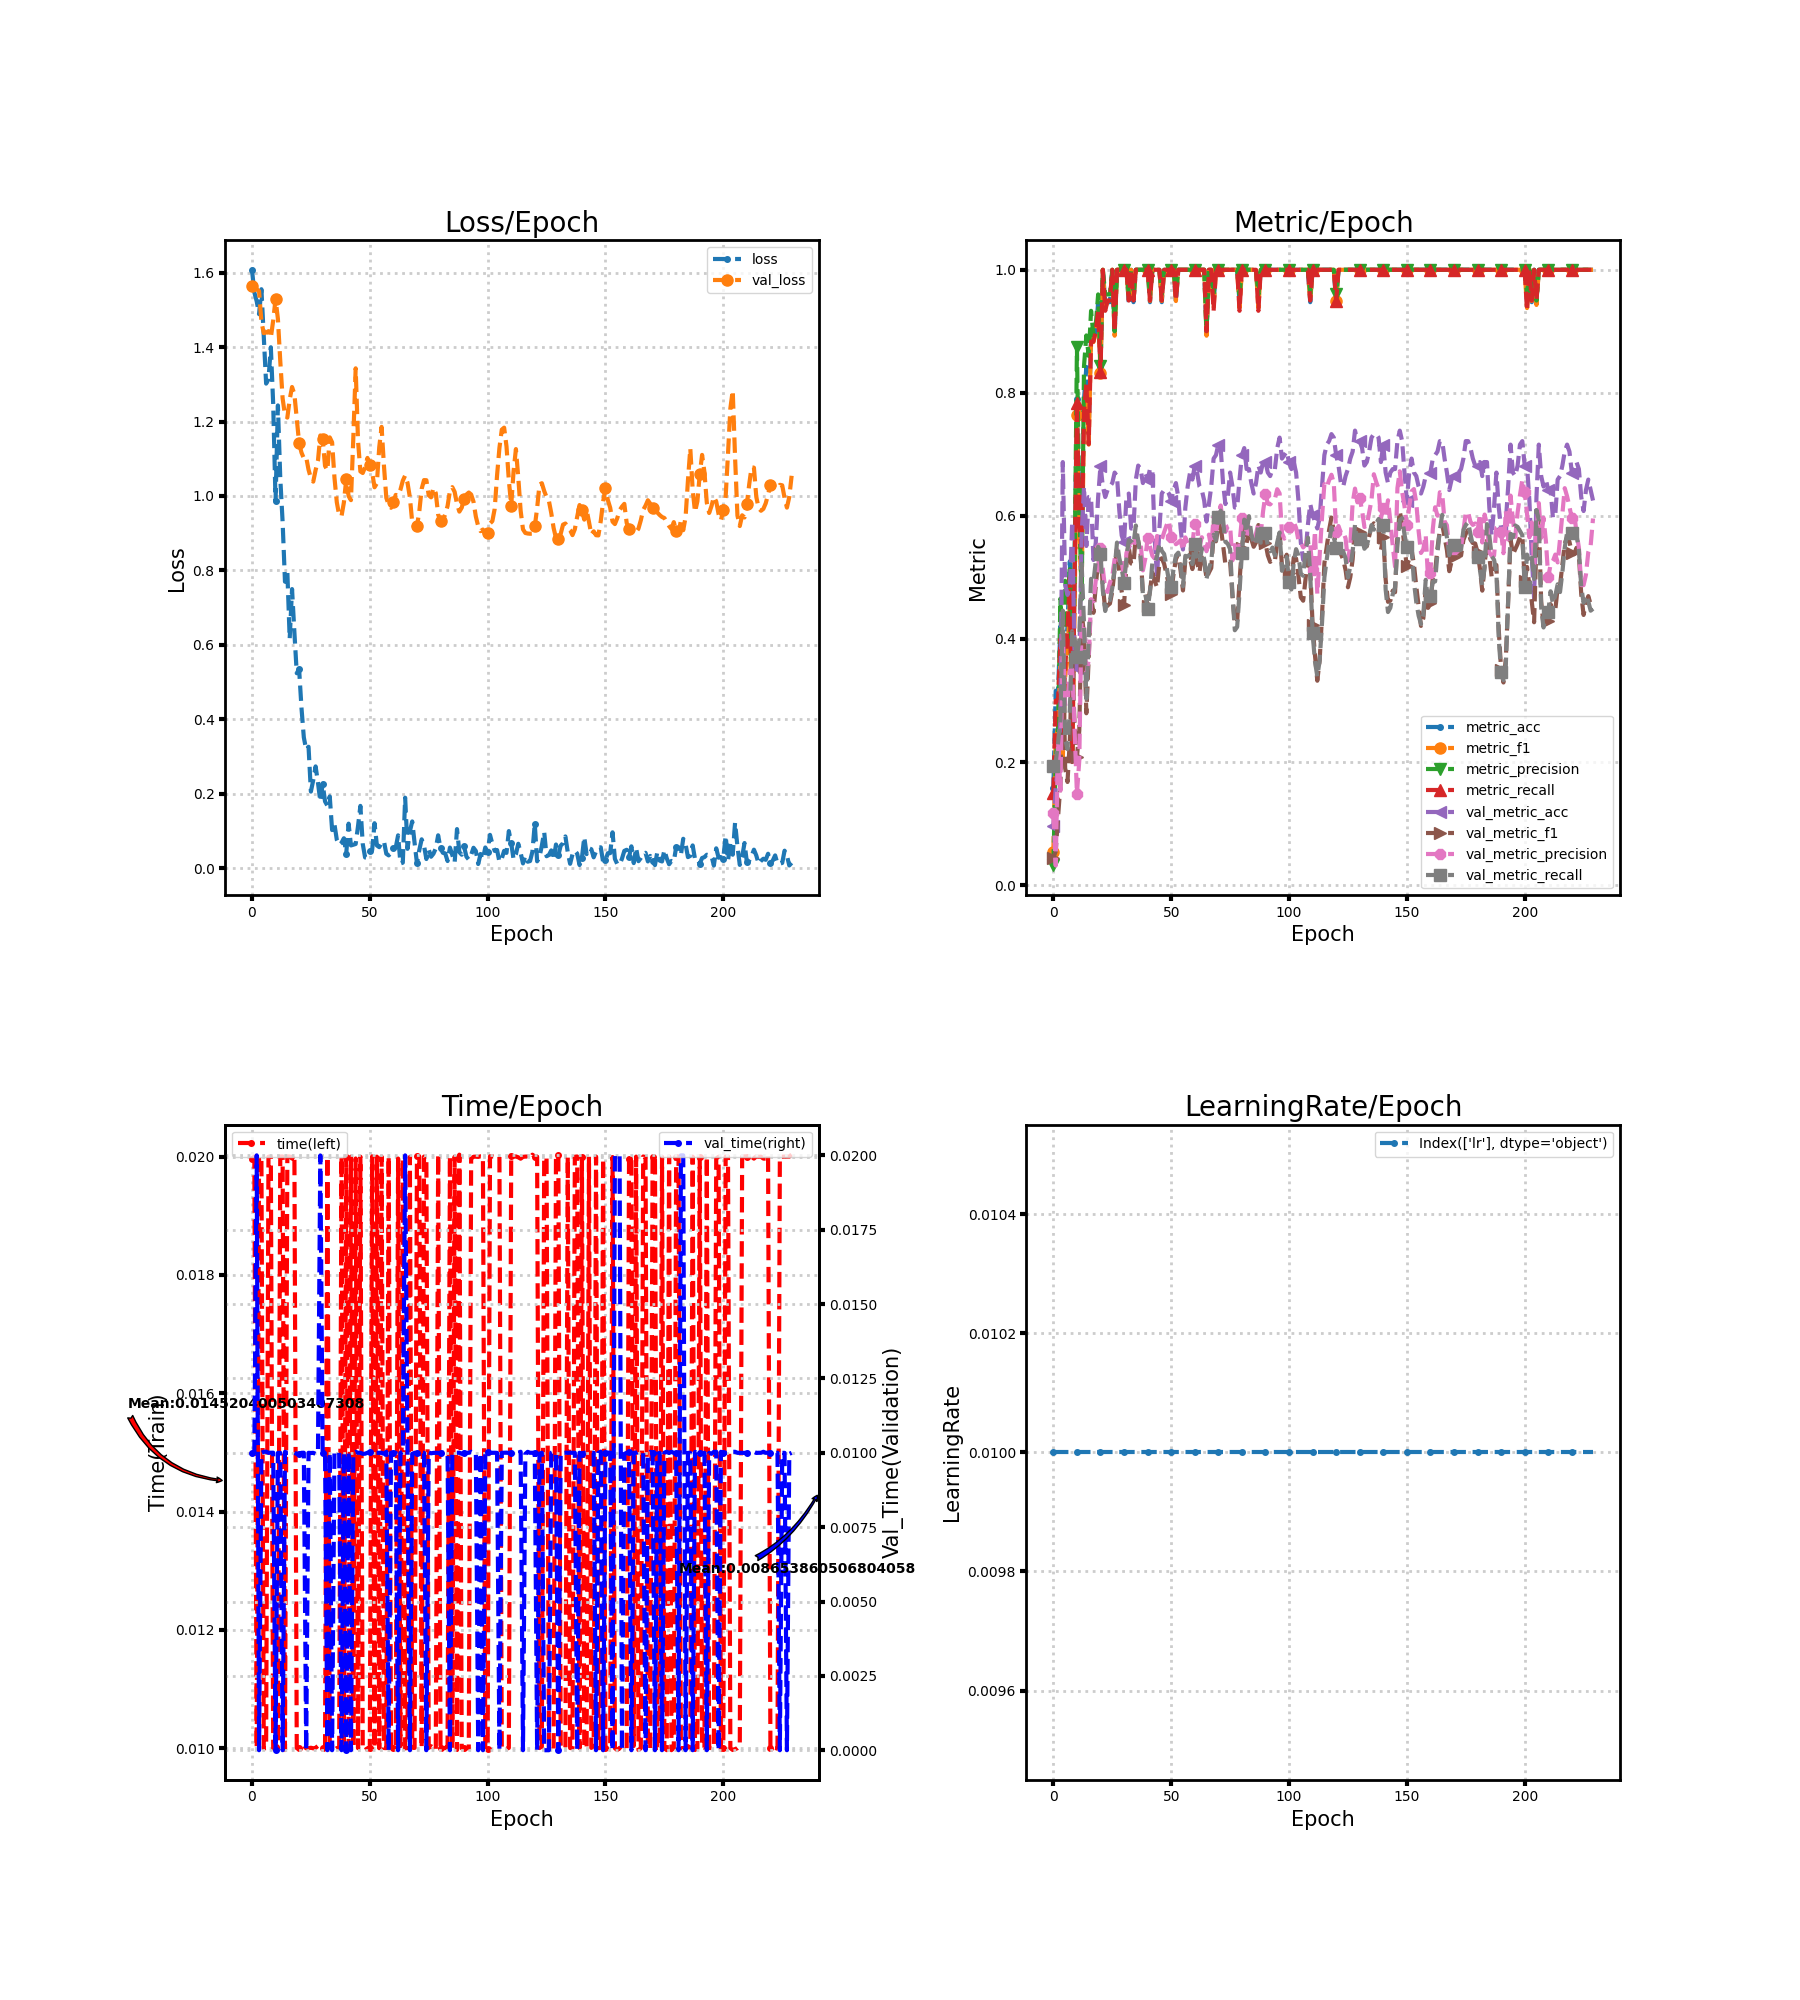 Loss/Epoch
loss
val_loss
1.6
1.4
1.2
1.0
0.8
0.6
0.4
0.2
0.0
Loss
0
50
100
150
200
Epoch
Metric/Epoch
1.0
0.8
0.6
0.4
0.2
0.0
Metric
metric_acc
metric_f1
metric_precision
metric_recall
val_metric_acc
val_metric_f1
val_metric_precision
val_metric_recall
0
50
100
150
200
Epoch
Time/Epoch
time(left)
val_time(right)
0.020
0.018
0.016
0.014
0.012
0.010
Time(Train)
0.0200
0.0175
0.0150
0.0125
0.0100
0.0075
0.0050
0.0025
0.0000
Val_Time(Validation)
Mean:0.008653860506804058
0
50
100
150
200
Epoch
LearningRate/Epoch
Index(['lr'], dtype='object')
0.0104
0.0102
0.0100
0.0098
0.0096
LearningRate
0
50
100
150
200
Epoch